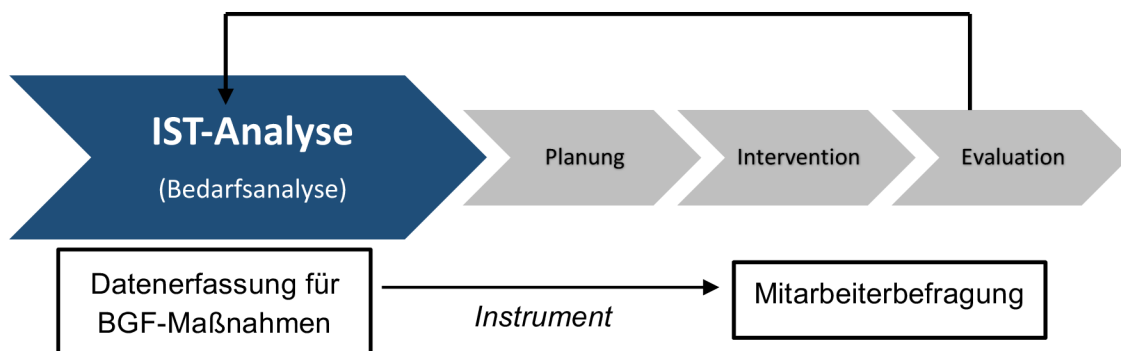 IST-Analyse
(Bedarfsanalyse)
Planung
Intervention
Evaluation
Datenerfassung für
BGF-Maßnahmen
Instrument
Mitarbeiterbefragung